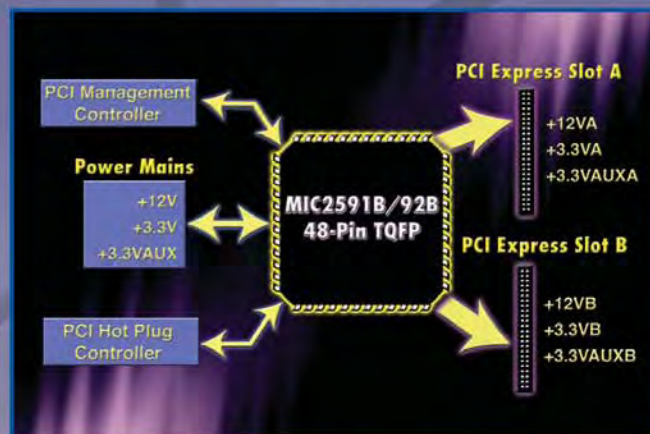 PCI Management
Controller
Power Mains
+12V
+3.3V
+3.3VAUX
PCI Hot Plug
Controller
MIC2591B/92B
48-Pin TQFP
PCI Express Slot A
+12VA
+3.3VA
+3.3VAUXA
PCI Express Slot B
+12VB
+3.3VB
+3.3VAUXB